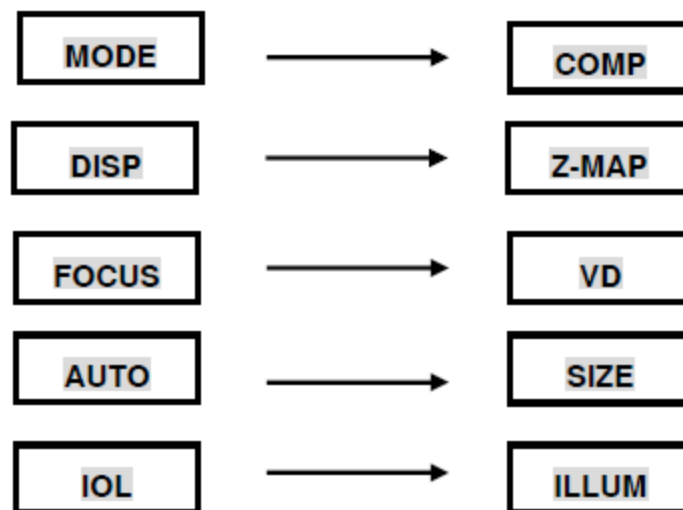 MODE COMP
DISP Z-MAP
FOCUS VD
AUTO SIZE
IOL ILLUM